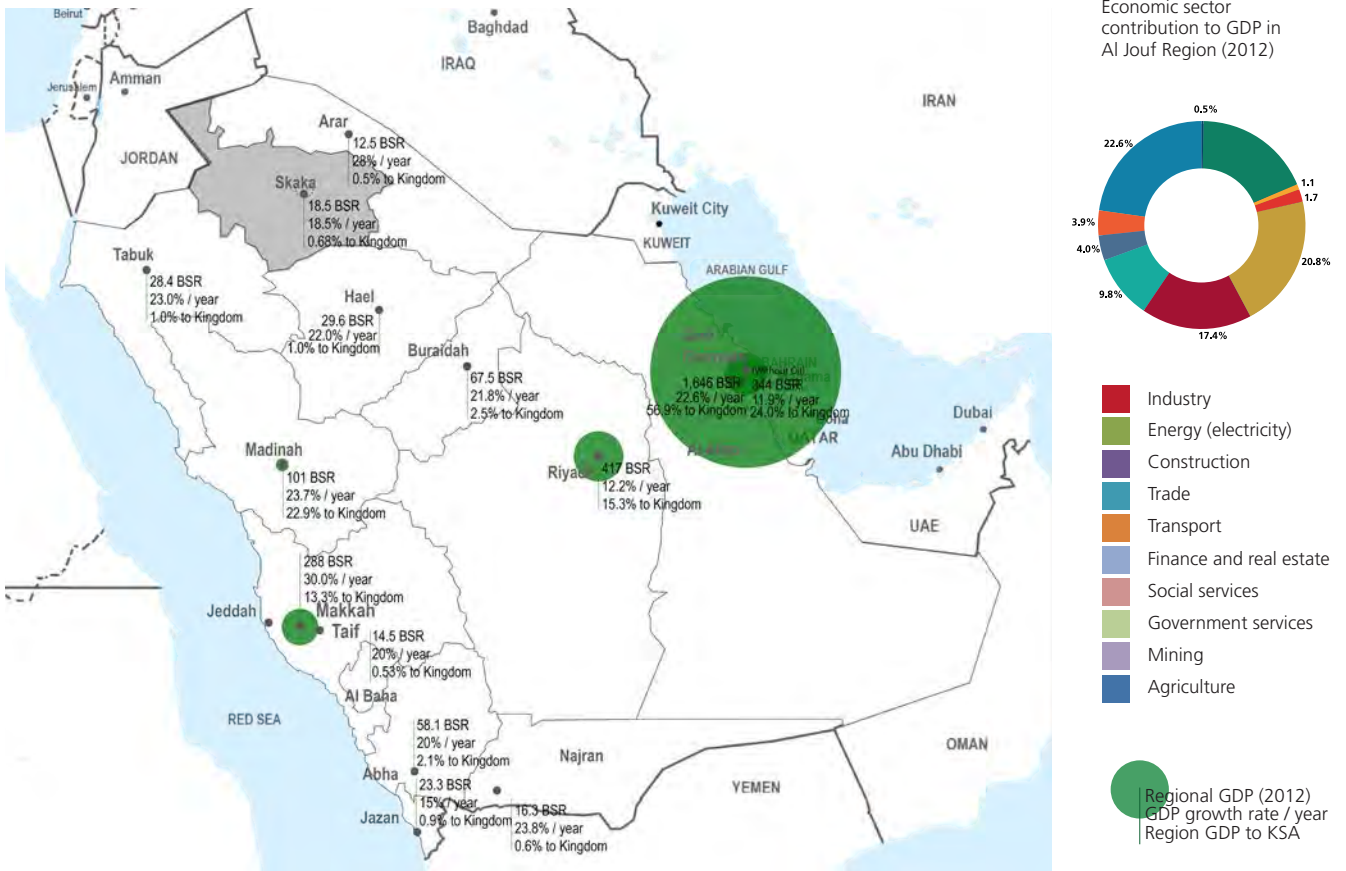 Beirut
Baghdad
IRAQ
IRAN
Amman
Jerusalem
JORDAN
Arar
12.5 BSR
28% / year
0.5% to Kingdom
Skaka
18.5 BSR
18.5% / year
0.68% to Kingdom
Kuwait City
KUWAIT
ARABIAN GULF
Tabuk
28.4 BSR
23.0% / year
1.0% to Kingdom
Hael
29.6 BSR
22.0% / year
1.0% to Kingdom
Buraidah
67.5 BSR
21.8% / year
2.5% to Kingdom
BAHRAIN
1,646 BSR
22.6% / year
56.9% to Kingdom
344 BSR
11.9% / year
24.0% to Kingdom
Doha
QATAR
Dubai
Abu Dhabi
UAE
Madinah
101 BSR
23.7% / year
22.9% to Kingdom
Riyadh
417 BSR
12.2% / year
15.3% to Kingdom
288 BSR
30.0% / year
13.3% to Kingdom
Jeddah
Makkah
Taif
14.5 BSR
20% / year
0.53% to Kingdom
Al Baha
RED SEA
58.1 BSR
20% / year
2.1% to Kingdom
Abha
23.3 BSR
15% / year
0.9% to Kingdom
Jazan
Najran
16.3 BSR
23.8% / year
0.6% to Kingdom
YEMEN
OMAN
Economic sector
contribution to GDP in
Al Jouf Region (2012)
0.5%
22.6%
1.1
1.7
3.9%
4.0%
20.8%
9.8%
17.4%
Industry
Energy (electricity)
Construction
Trade
Transport
Finance and real estate
Social services
Government services
Mining
Agriculture
Regional GDP (2012)
GDP growth rate / year
Region GDP to KSA